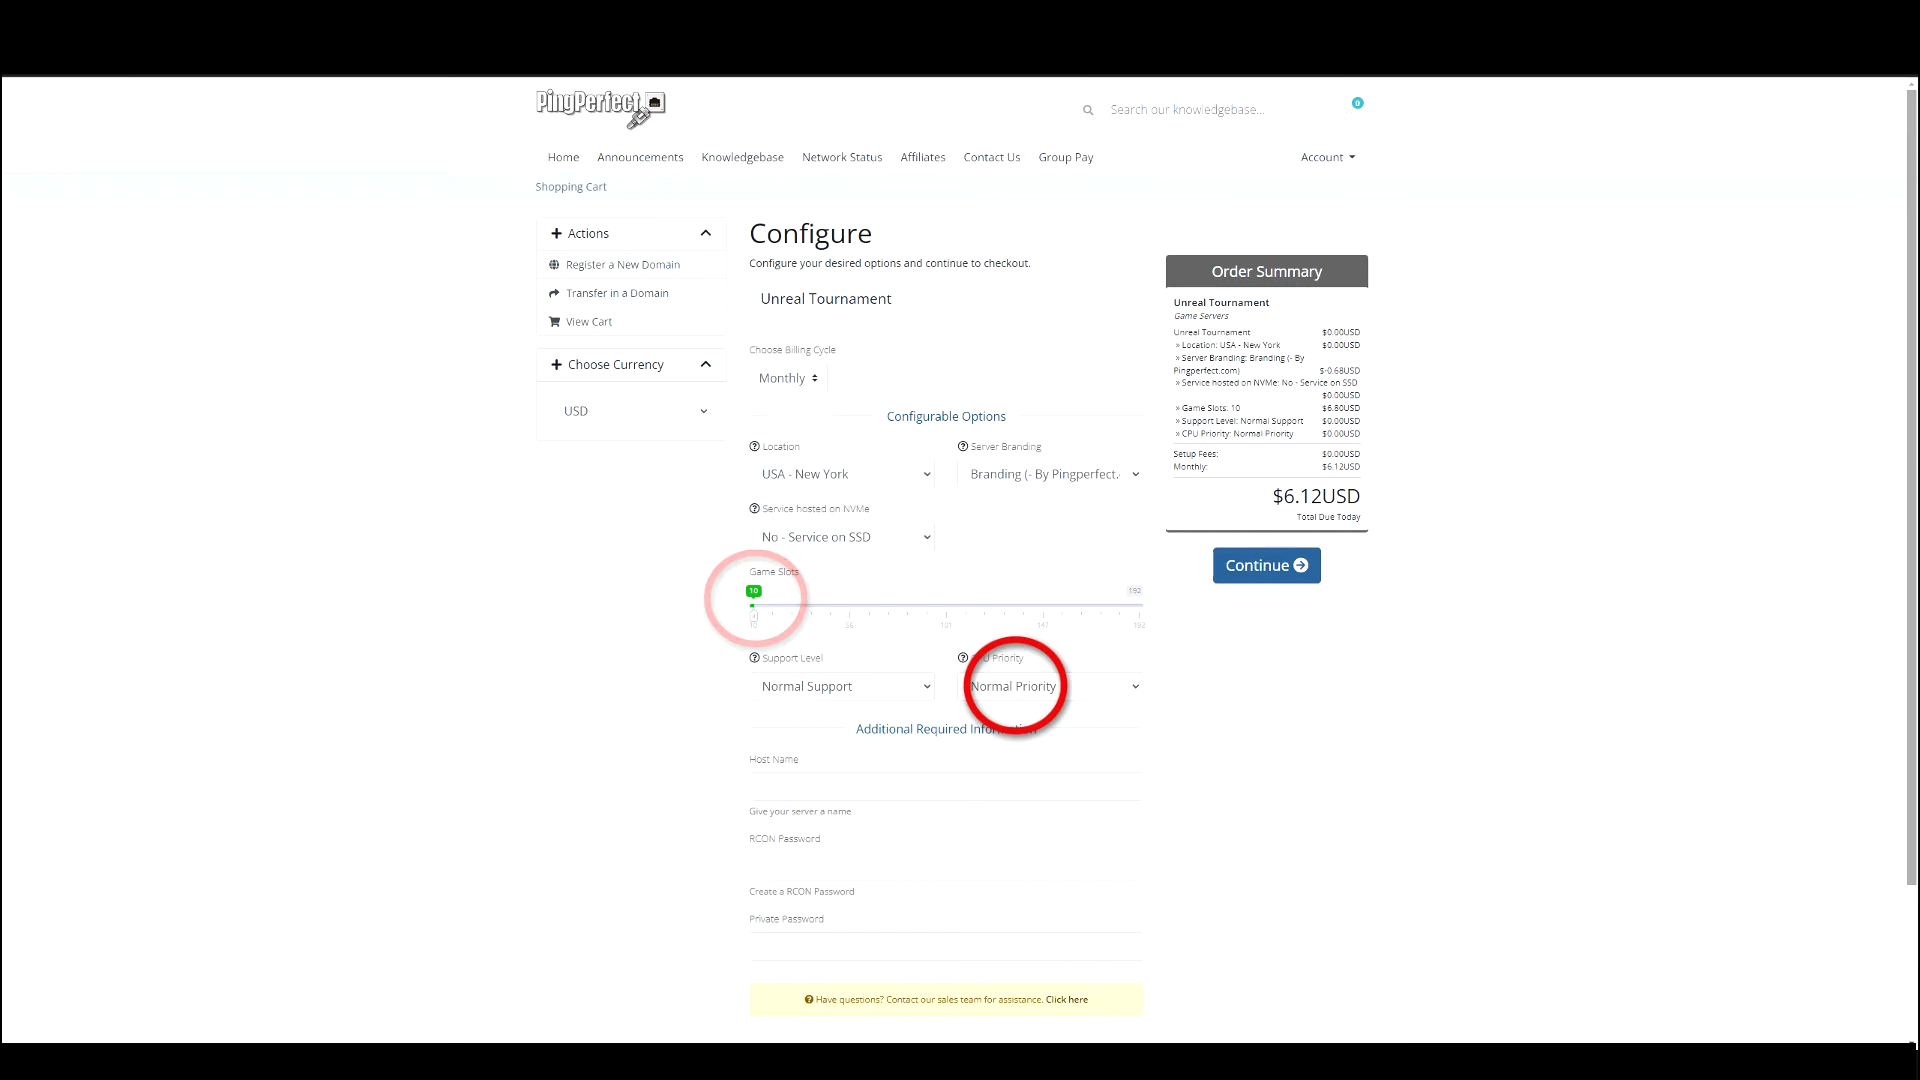 PingPerfect
Search our knowledgebase...
0
Home Announcements Knowledgebase Network Status Affiliates Contact Us Group Pay Account
Shopping Cart
Actions
Register a New Domain
Transfer in a Domain
View Cart
Choose Currency
USD
Configure
Configure your desired options and continue to checkout.
Unreal Tournament
Choose Billing Cycle
Monthly
Configurable Options
Location
USA - New York
Server Branding
Branding (- By Pingperfect.
Service hosted on NVMe
No - Service on SSD
Game Slots
10 192
10 56 101 147 192
Support Level
Normal Support
Priority
Normal Priority
Additional Required Information
Host Name
Give your server a name
RCON Password
Create a RCON Password
Private Password
Have questions? Contact our sales team for assistance. Click here
Order Summary
Unreal Tournament
Game Servers
Unreal Tournament $0.00USD
» Location: USA - New York $0.00USD
» Server Branding: Branding (- By
Pingperfect.com) $-0.68USD
» Service hosted on NVMe: No - Service on SSD
$0.00USD
» Game Slots: 10 $6.80USD
» Support Level: Normal Support $0.00USD
» CPU Priority: Normal Priority $0.00USD
Setup Fees: $0.00USD
Monthly: $6.12USD
$6.12USD
Total Due Today
Continue